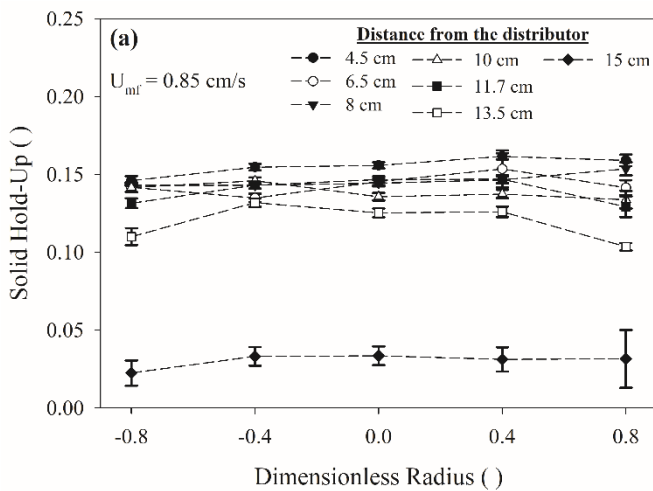 (a)
Distance from the distributor
4.5 cm
10 cm
15 cm
6.5 cm
11.7 cm
8 cm
13.5 cm
U_mf = 0.85 cm/s
Solid Hold-Up ( )
0.25
0.20
0.15
0.10
0.05
0.00
-0.8
-0.4
0.0
0.4
0.8
Dimensionless Radius ( )